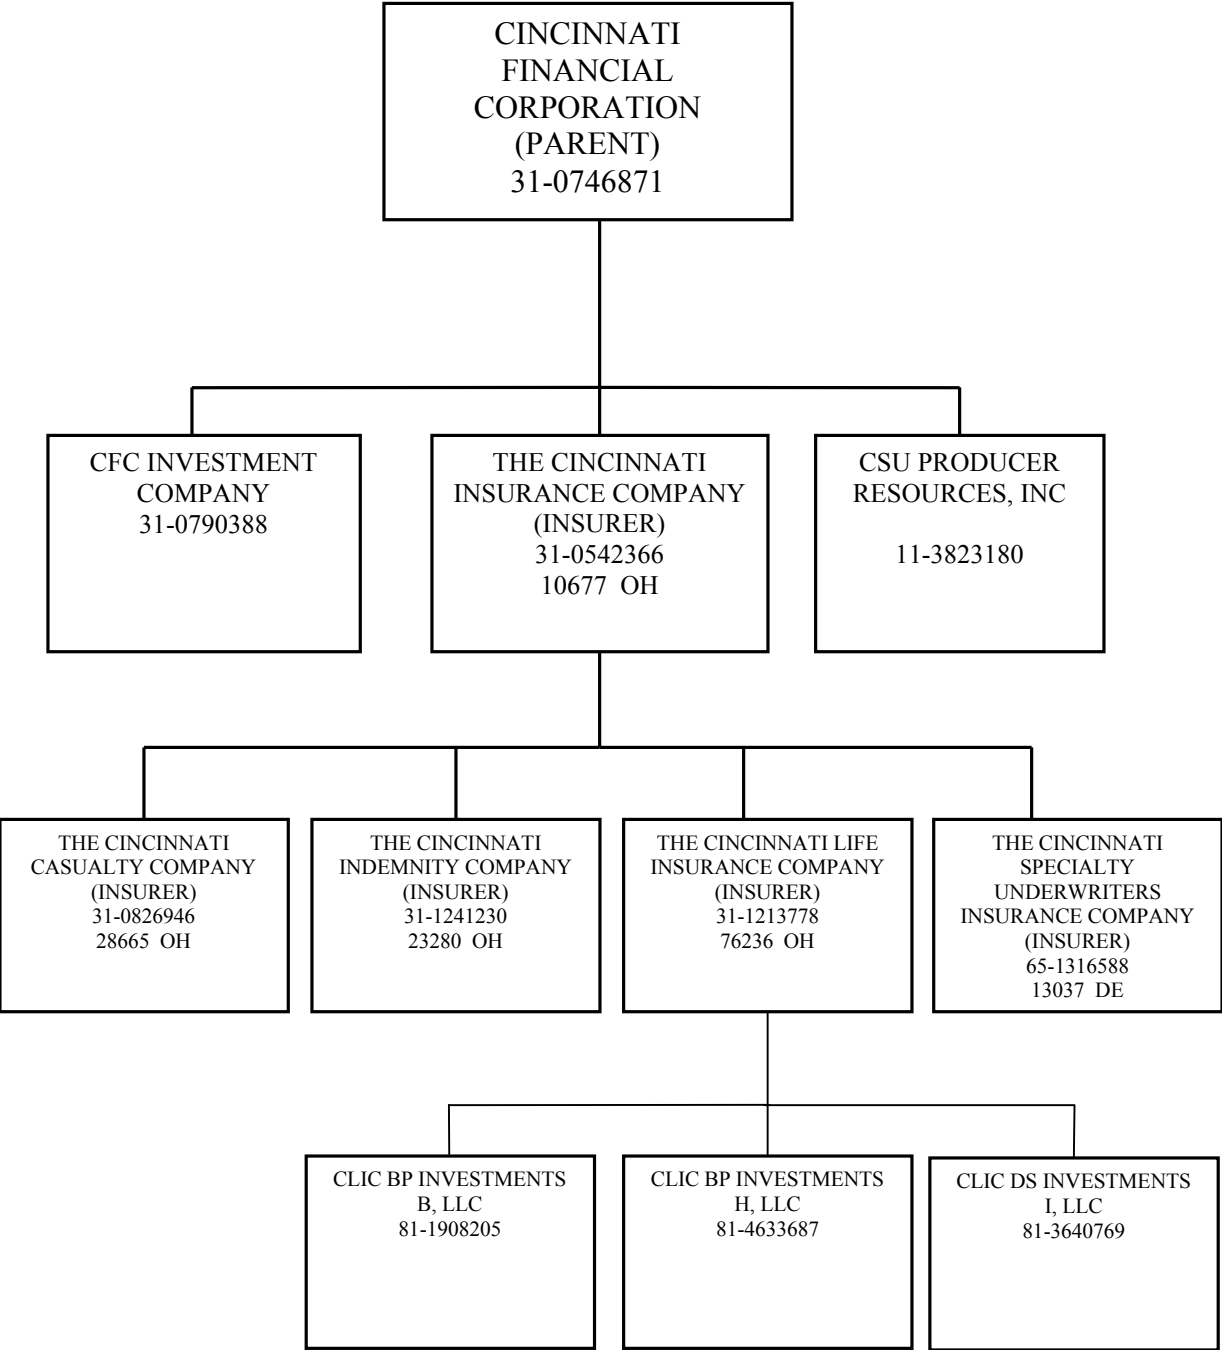 CINCINNATI
FINANCIAL
CORPORATION
(PARENT)
31-0746871
CFC INVESTMENT
COMPANY
31-0790388
THE CINCINNATI
INSURANCE COMPANY
(INSURER)
31-0542366
10677 OH
CSU PRODUCER
RESOURCES, INC
11-3823180
THE CINCINNATI
CASUALTY COMPANY
(INSURER)
31-0826946
28665 OH
THE CINCINNATI
INDEMNITY COMPANY
(INSURER)
31-1241230
23280 OH
THE CINCINNATI LIFE
INSURANCE COMPANY
(INSURER)
31-1213778
76236 OH
THE CINCINNATI
SPECIALTY
UNDERWRITERS
INSURANCE COMPANY
(INSURER)
65-1316588
13037 DE
CLIC BP INVESTMENTS
B, LLC
81-1908205
CLIC BP INVESTMENTS
H, LLC
81-4633687
CLIC DS INVESTMENTS
I, LLC
81-3640769